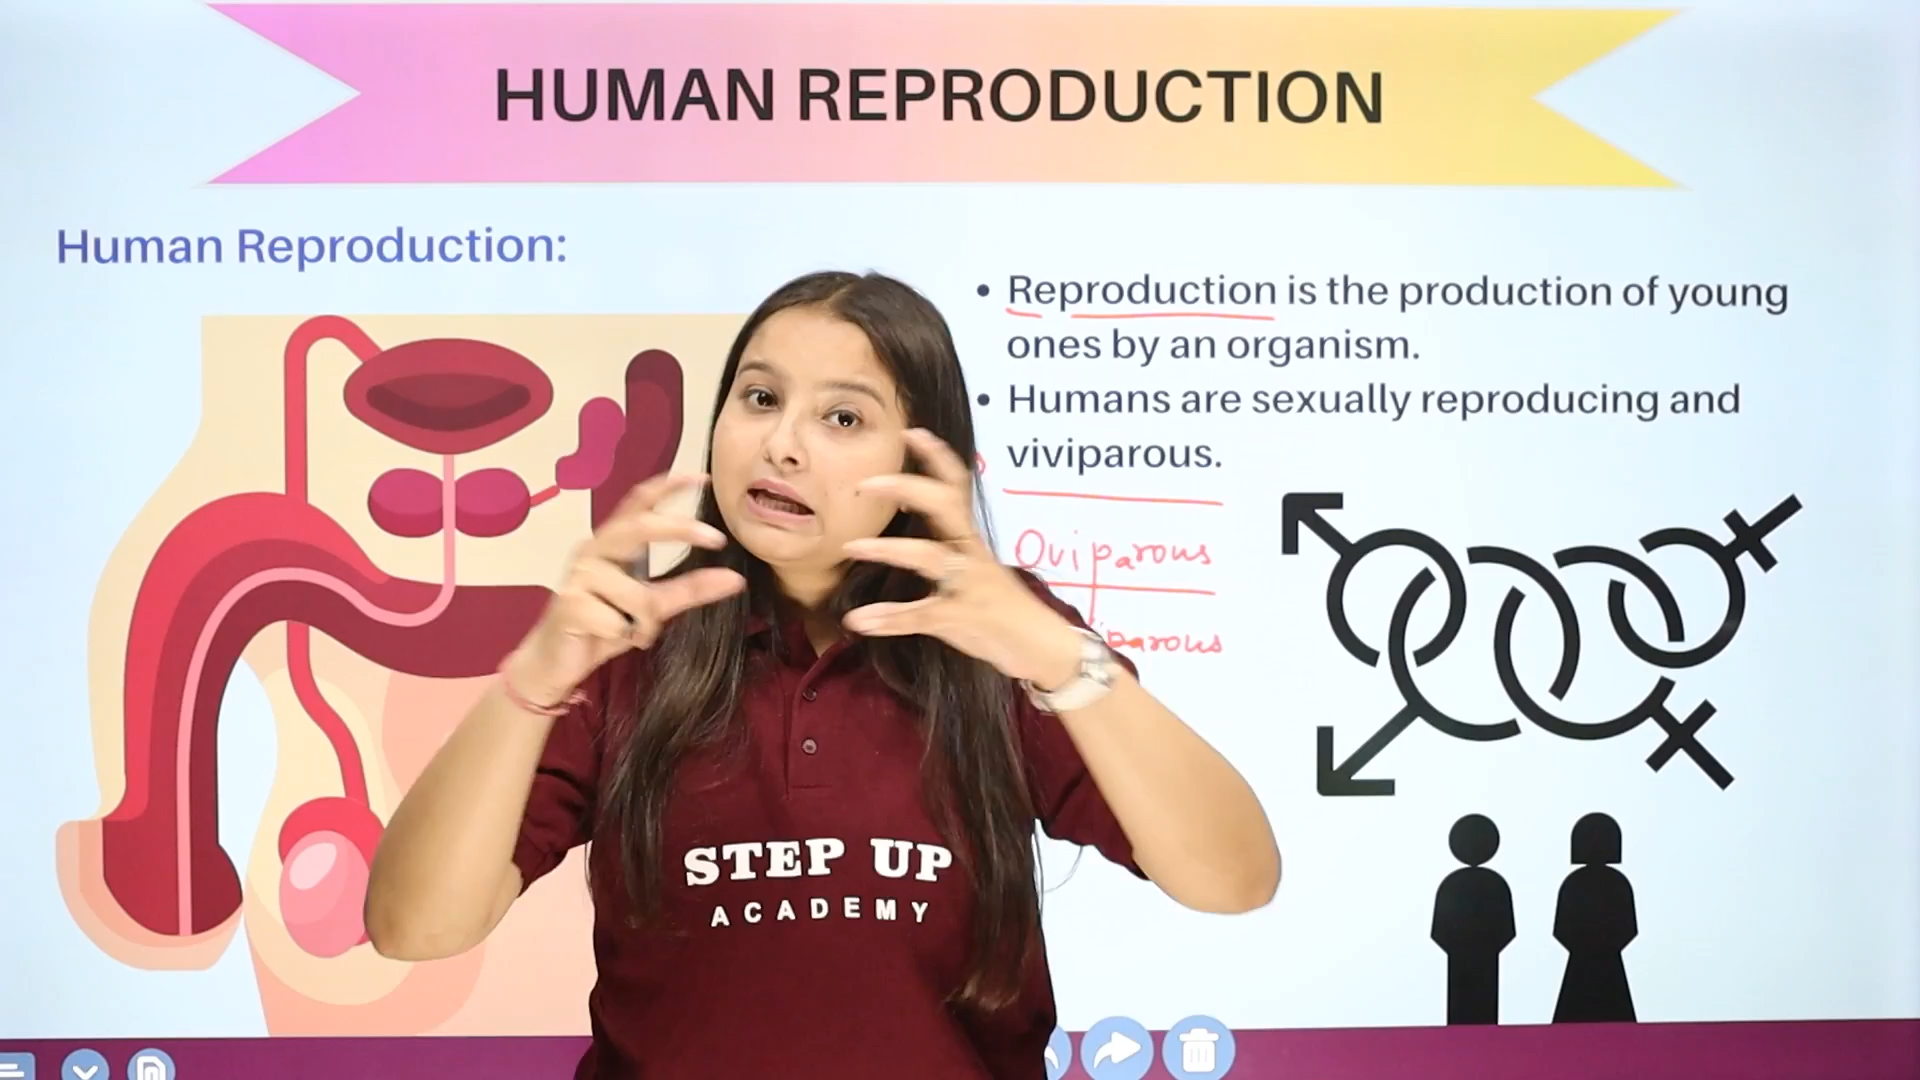 HUMAN REPRODUCTION
Human Reproduction:
• Reproduction is the production of young
ones by an organism.
• Humans are sexually reproducing and
viviparous.
Oviparous
STEP UP
ACADEMY